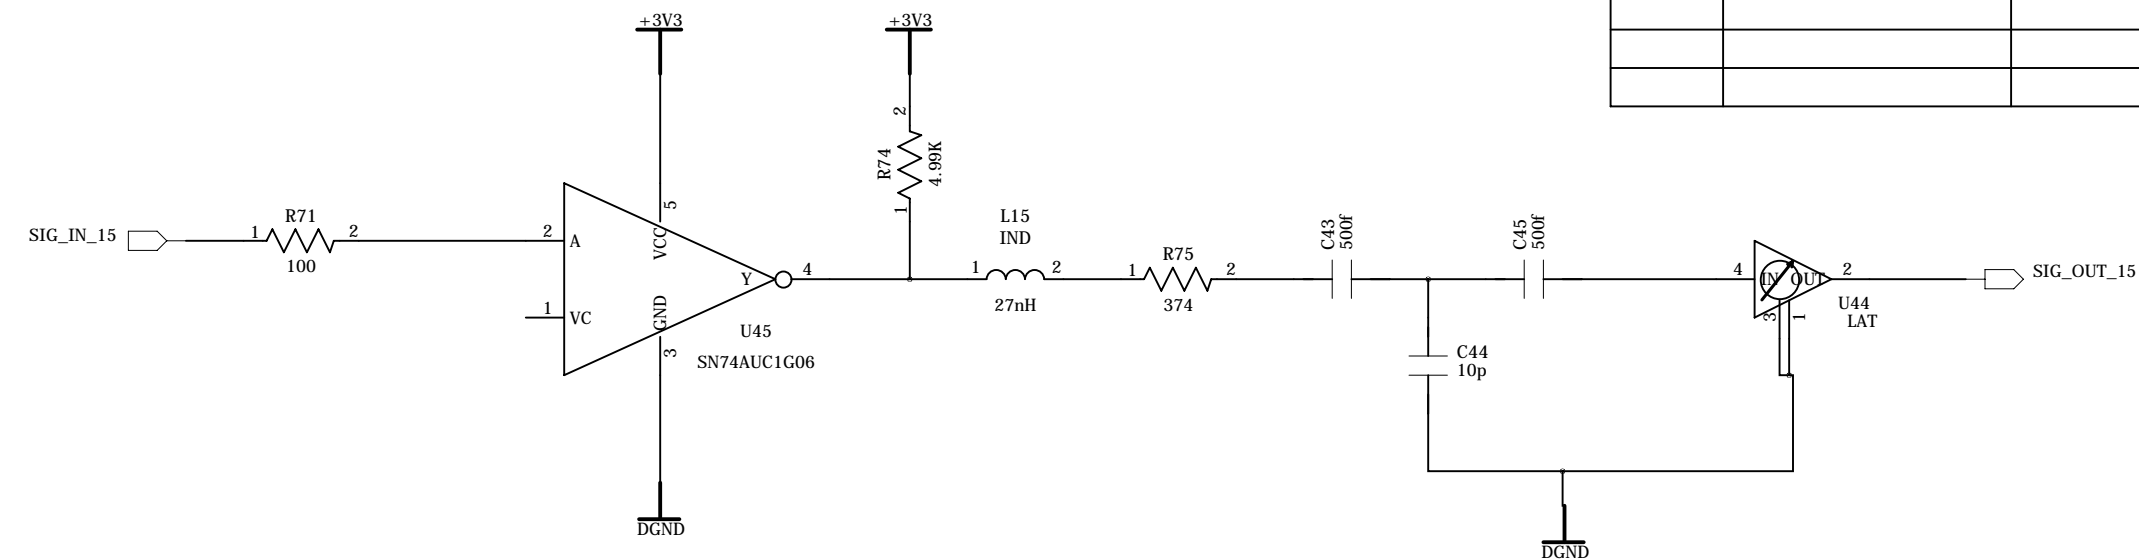 +3V3
+3V3
2
R74
4.99K
1
SIG_IN_15
1
R71
2
100
2
A
5
VCC
1
VC
GND
3
Y
4
U45
SN74AUC1G06
DGND
L15
IND
1
2
27nH
R75
1
2
374
C43
500f
C45
500f
C44
10p
4
IN
OUT
2
3
1
U44
LAT
SIG_OUT_15
DGND